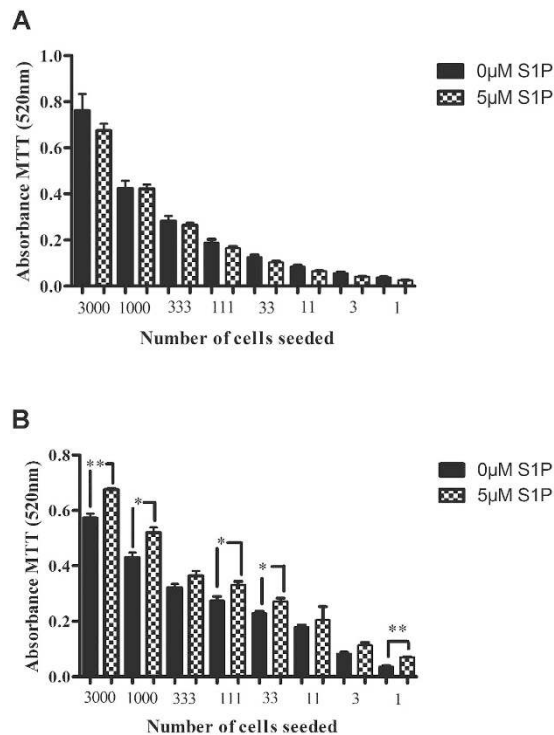 A
Absorbance MTT (520nm)
1.0
0.8
0.6
0.4
0.2
0.0
3000 1000 333 111 33 11 3 1
Number of cells seeded
0μM S1P
5μM S1P
B
Absorbance MTT (520nm)
0.8
0.6
0.4
0.2
0.0
** * * * **
3000 1000 333 111 33 11 3 1
Number of cells seeded
0μM S1P
5μM S1P